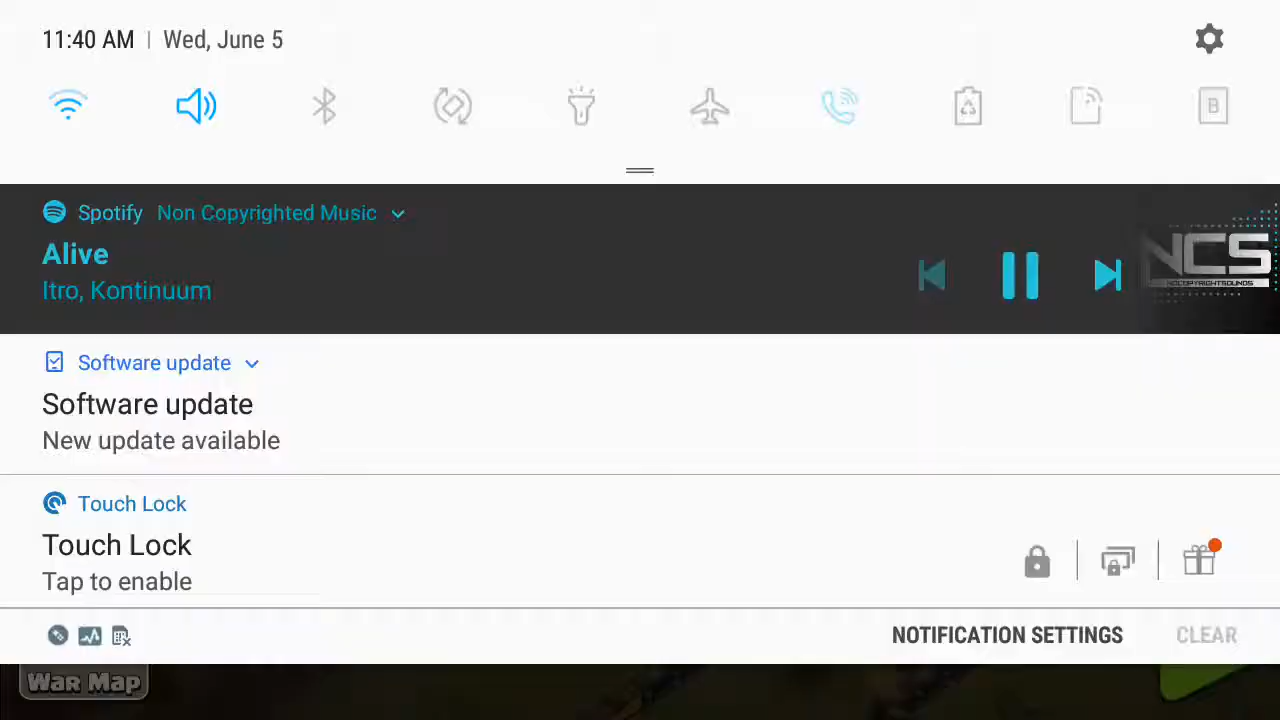 11:40 AM | Wed, June 5
B
Spotify Non Copyrighted Music
Alive
Itro, Kontinuum
NCS
NOCOPYRIGHTSOUNDS
Software update
Software update
New update available
Touch Lock
Touch Lock
Tap to enable
NOTIFICATION SETTINGS CLEAR
War Map